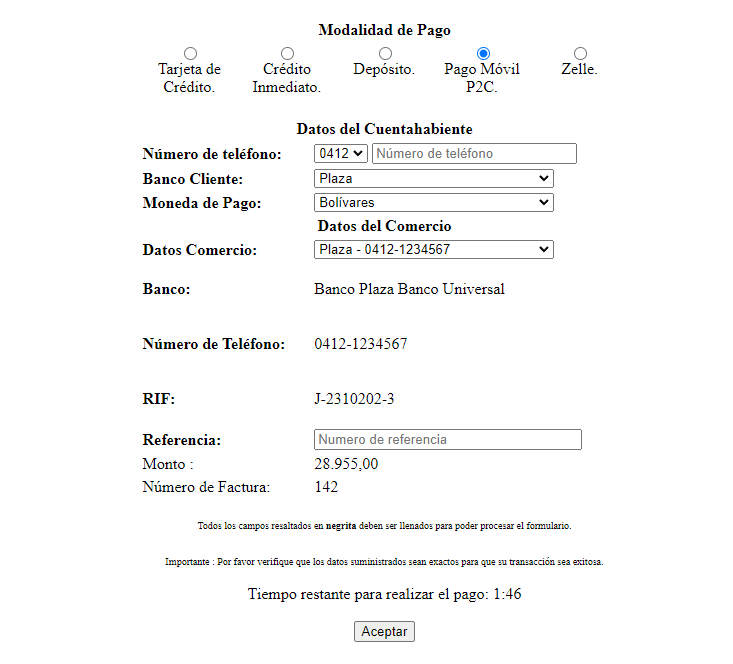 Modalidad de Pago
Tarjeta de Crédito.
Crédito Inmediato.
Depósito.
Pago Móvil P2C.
Zelle.
Datos del Cuentahabiente
Número de teléfono: 0412 Número de teléfono
Banco Cliente: Plaza
Moneda de Pago: Bolívares
Datos del Comercio
Datos Comercio: Plaza - 0412-1234567
Banco: Banco Plaza Banco Universal
Número de Teléfono: 0412-1234567
RIF: J-2310202-3
Referencia: Numero de referencia
Monto : 28.955,00
Número de Factura: 142
Todos los campos resaltados en negrita deben ser llenados para poder procesar el formulario.
Importante : Por favor verifique que los datos suministrados sean exactos para que su transacción sea exitosa.
Tiempo restante para realizar el pago: 1:46
Aceptar